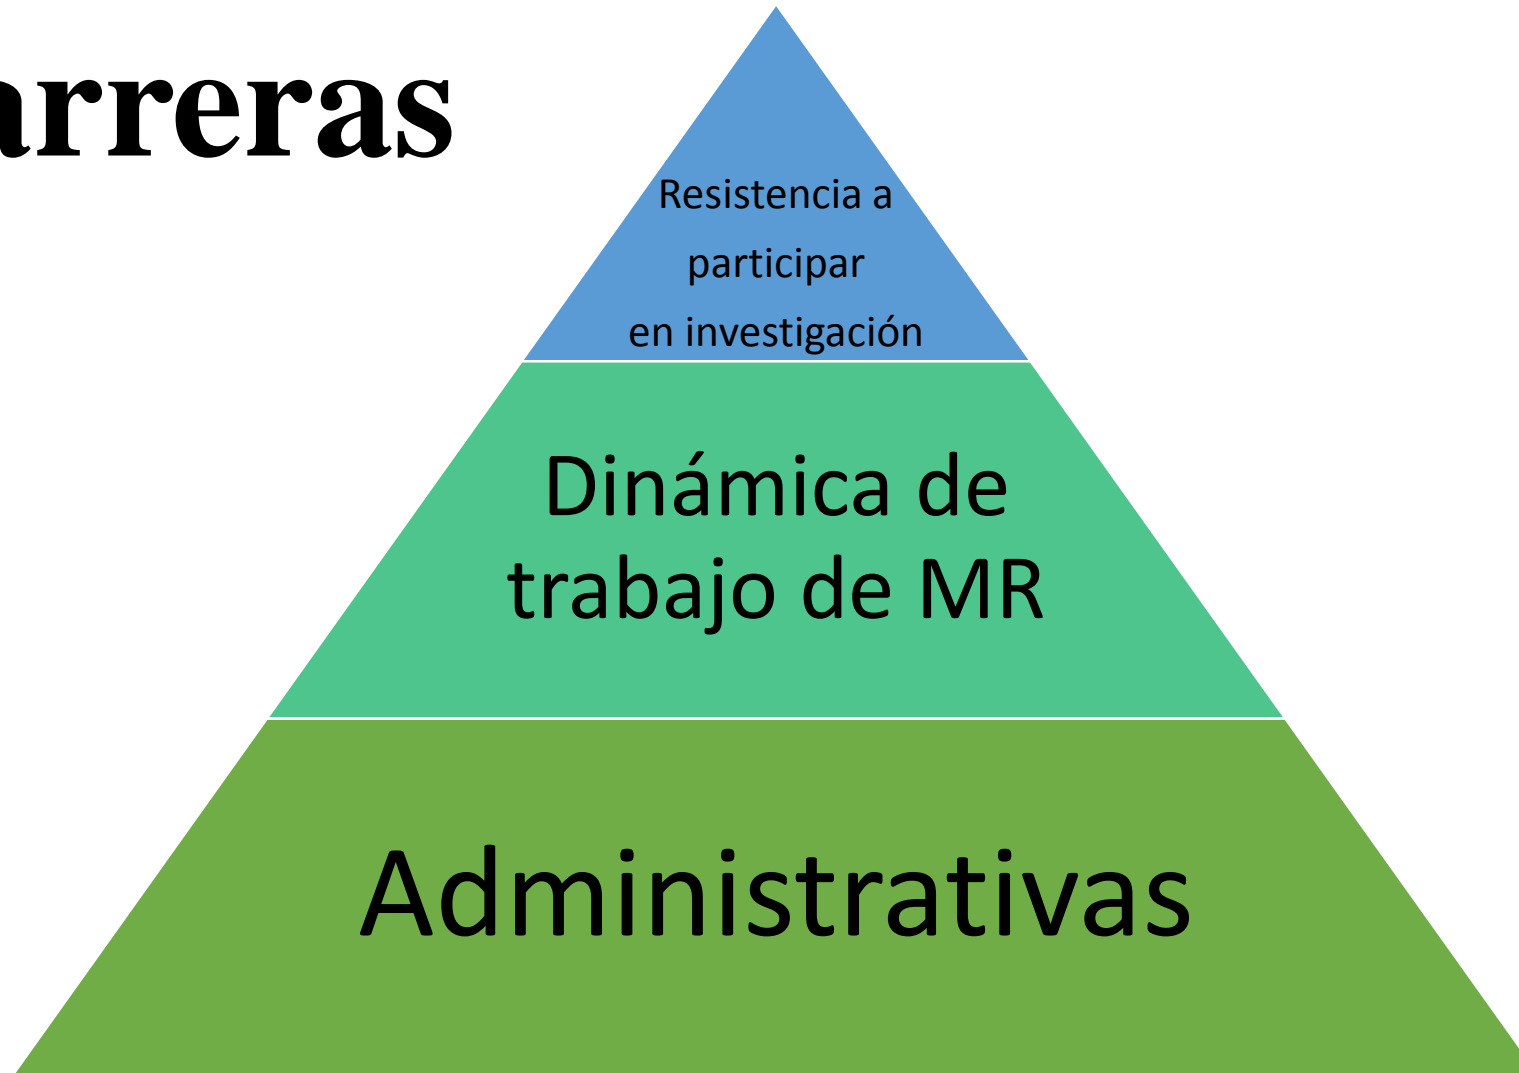 arreras
Resistencia a
participar
en investigación
Dinámica de
trabajo de MR
Administrativas